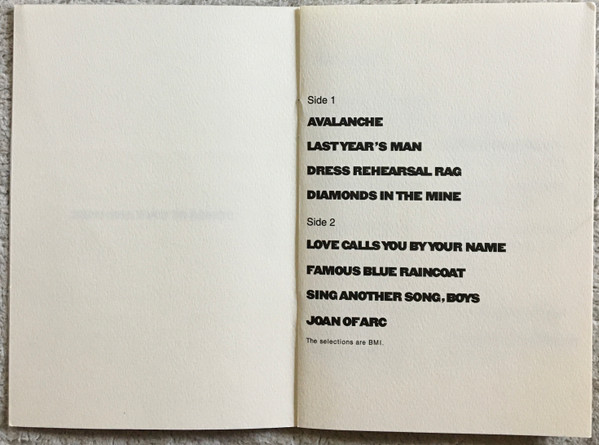 Side 1
AVALANCHE
LAST YEAR'S MAN
DRESS REHEARSAL RAG
DIAMONDS IN THE MINE
Side 2
LOVE CALLS YOU BY YOUR NAME
FAMOUS BLUE RAINCOAT
SING ANOTHER SONG, BOYS
JOAN OF ARC
The selections are BMI.